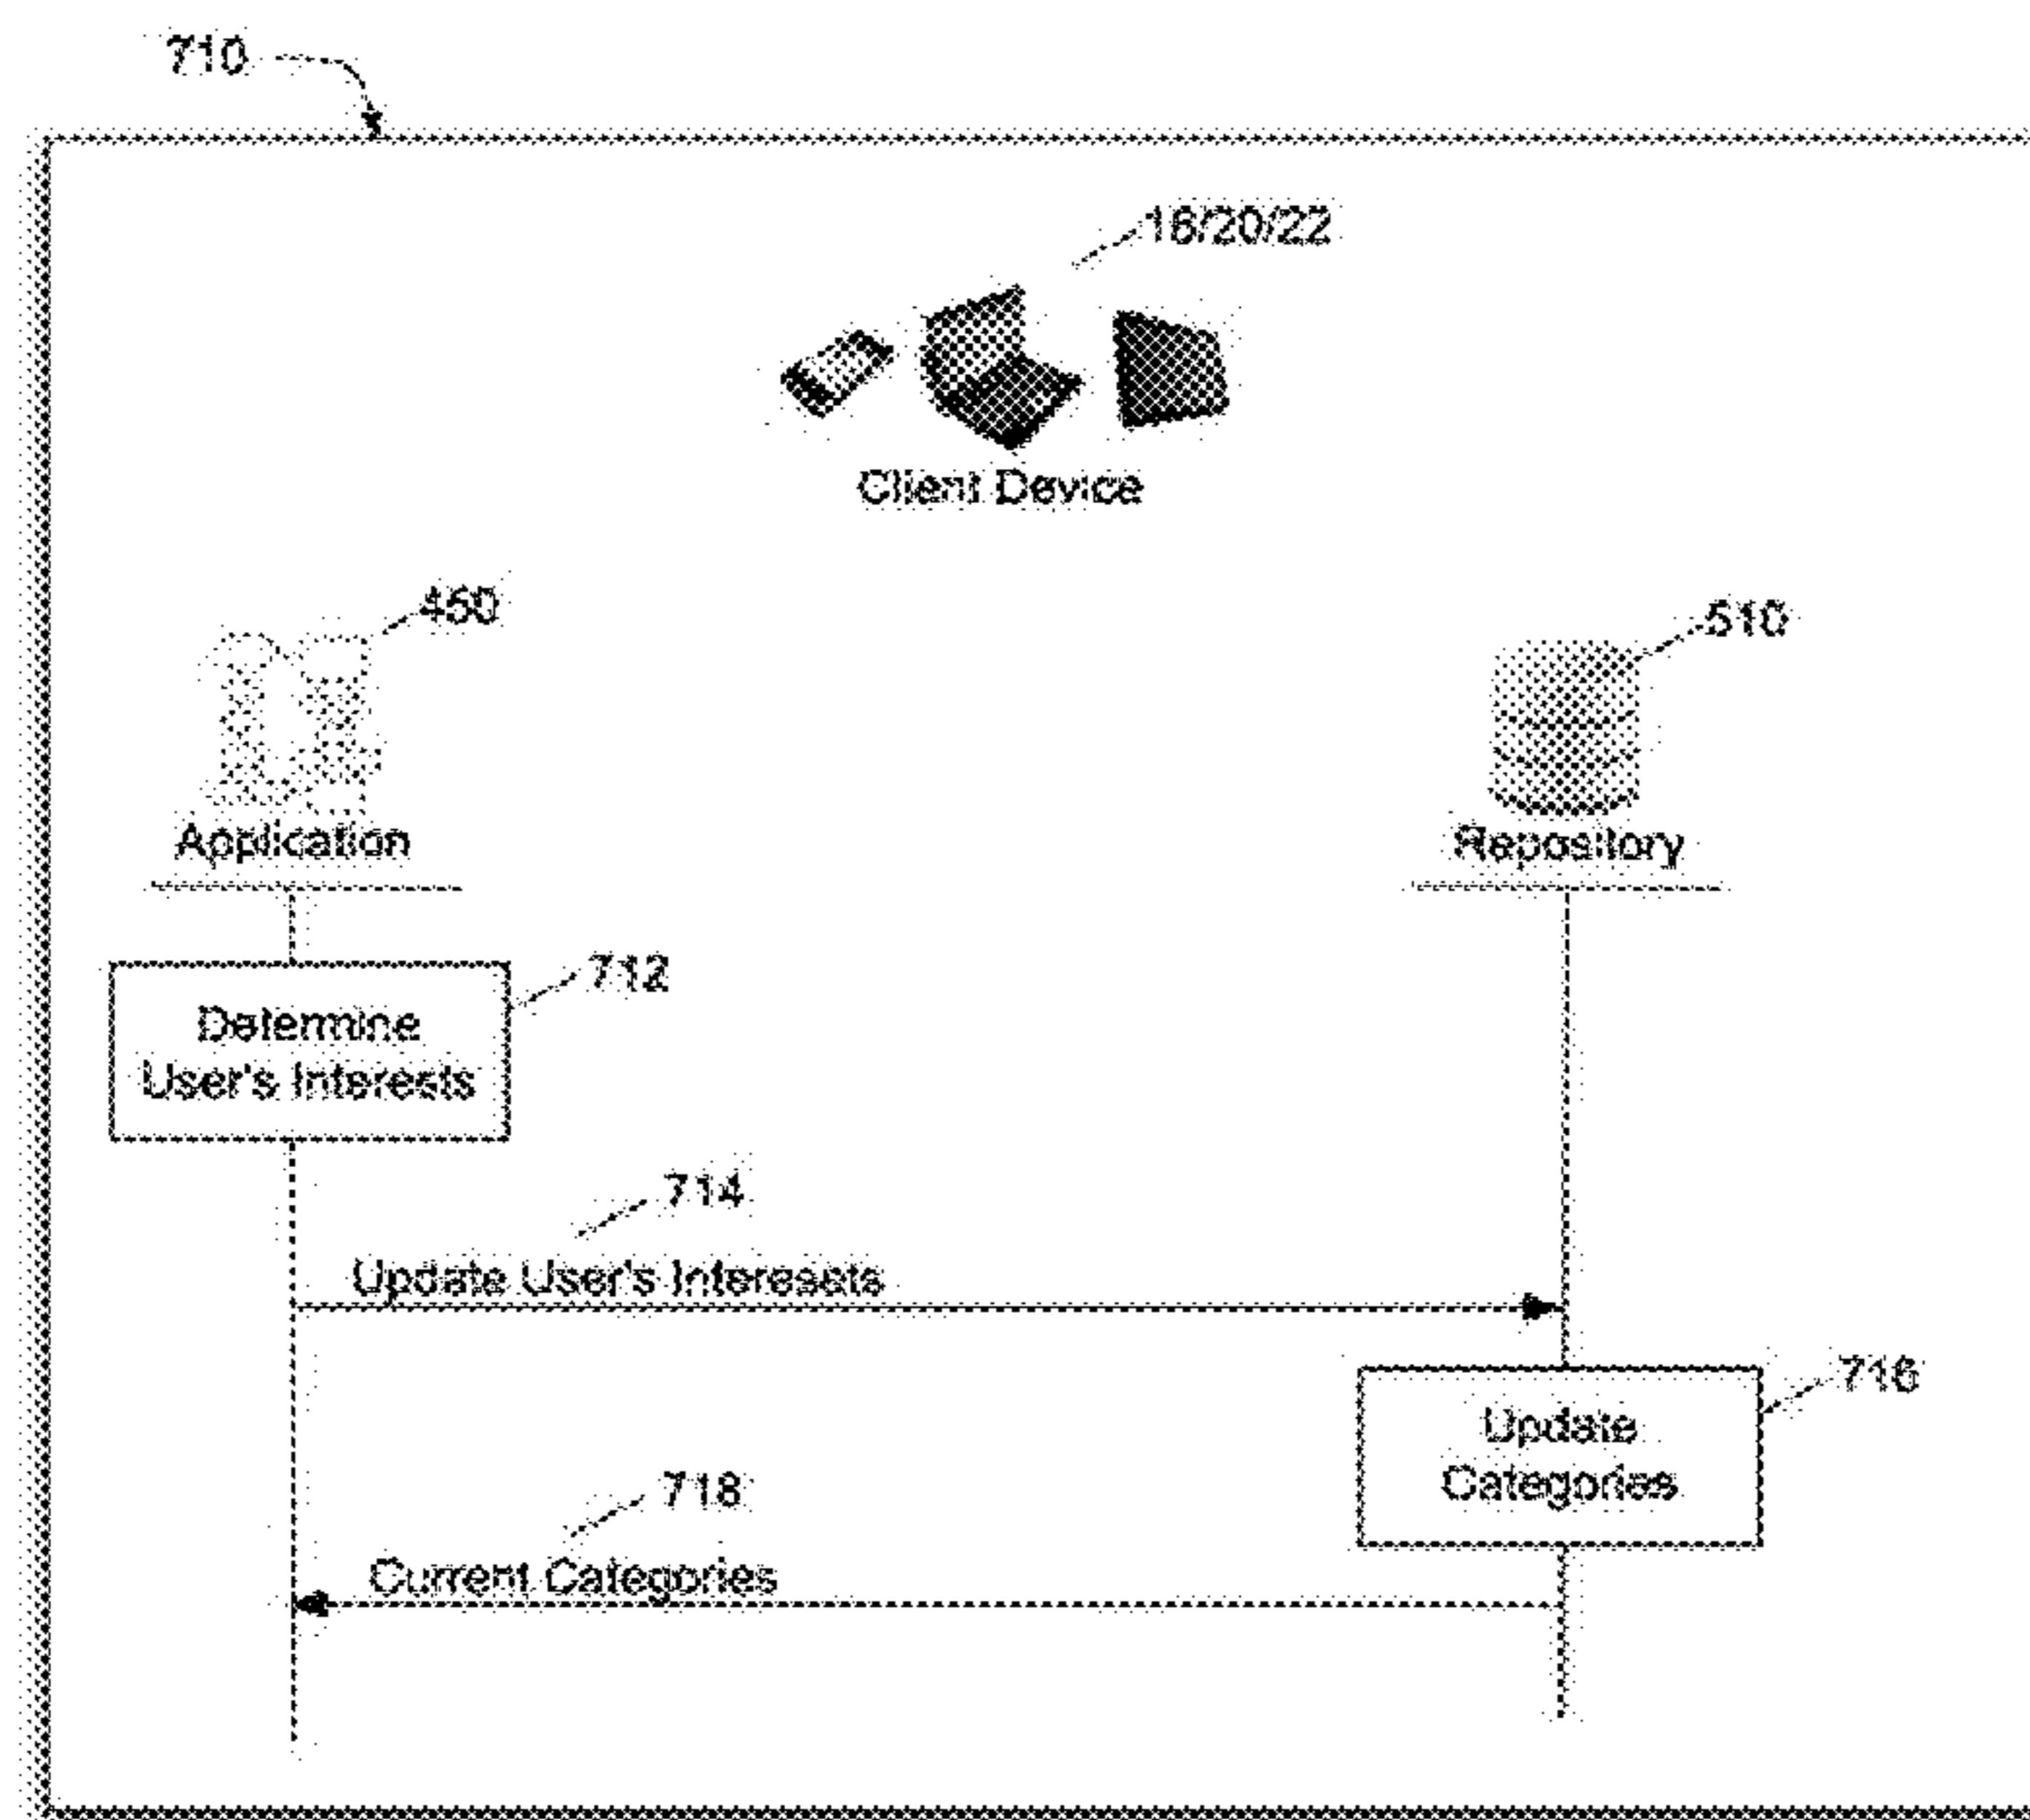 710
16/20/22
Client Device
460
510
Application
Repository
712
Determine
User's Interests
714
Update User's Interesets
716
Update
Categories
718
Current Categories